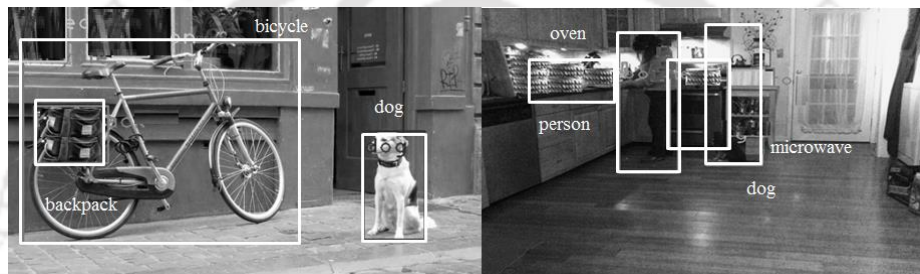 bicycle
dog
backpack
oven
person
microwave
dog